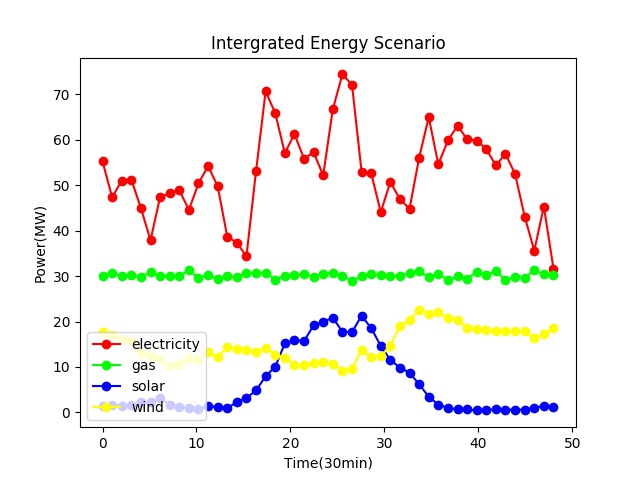 Intergrated Energy Scenario
Power(MW)
70
60
50
40
30
20
10
0
electricity
gas
solar
wind
0 10 20 30 40 50
Time(30min)